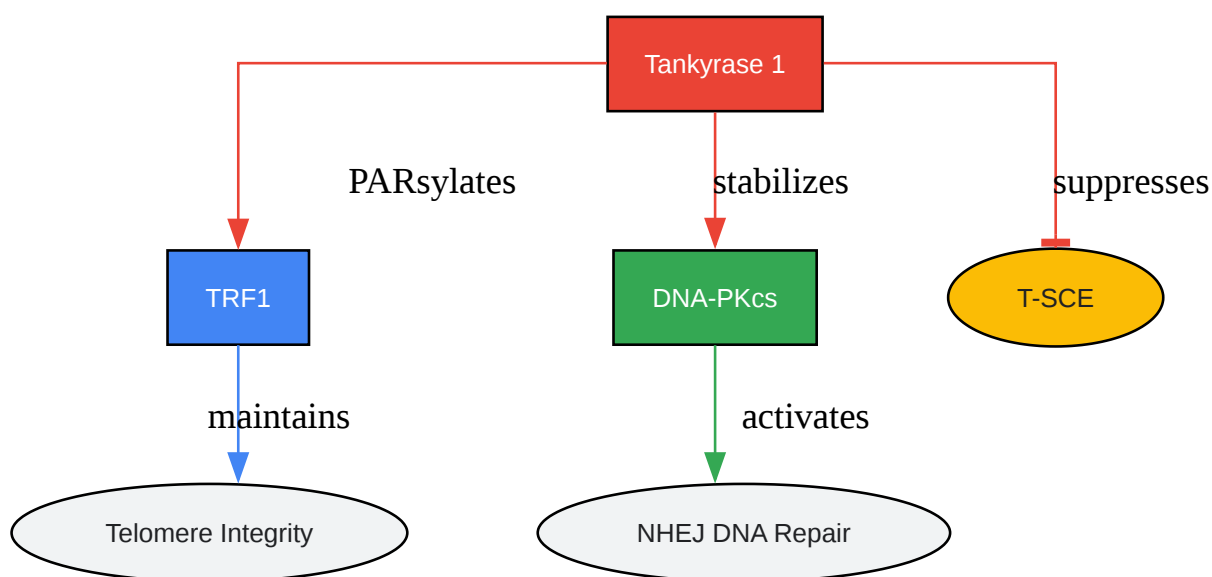 Tankyrase 1
PARsylates
stabilizes
suppresses
TRF1
DNA-PKcs
T-SCE
maintains
activates
Telomere Integrity
NHEJ DNA Repair